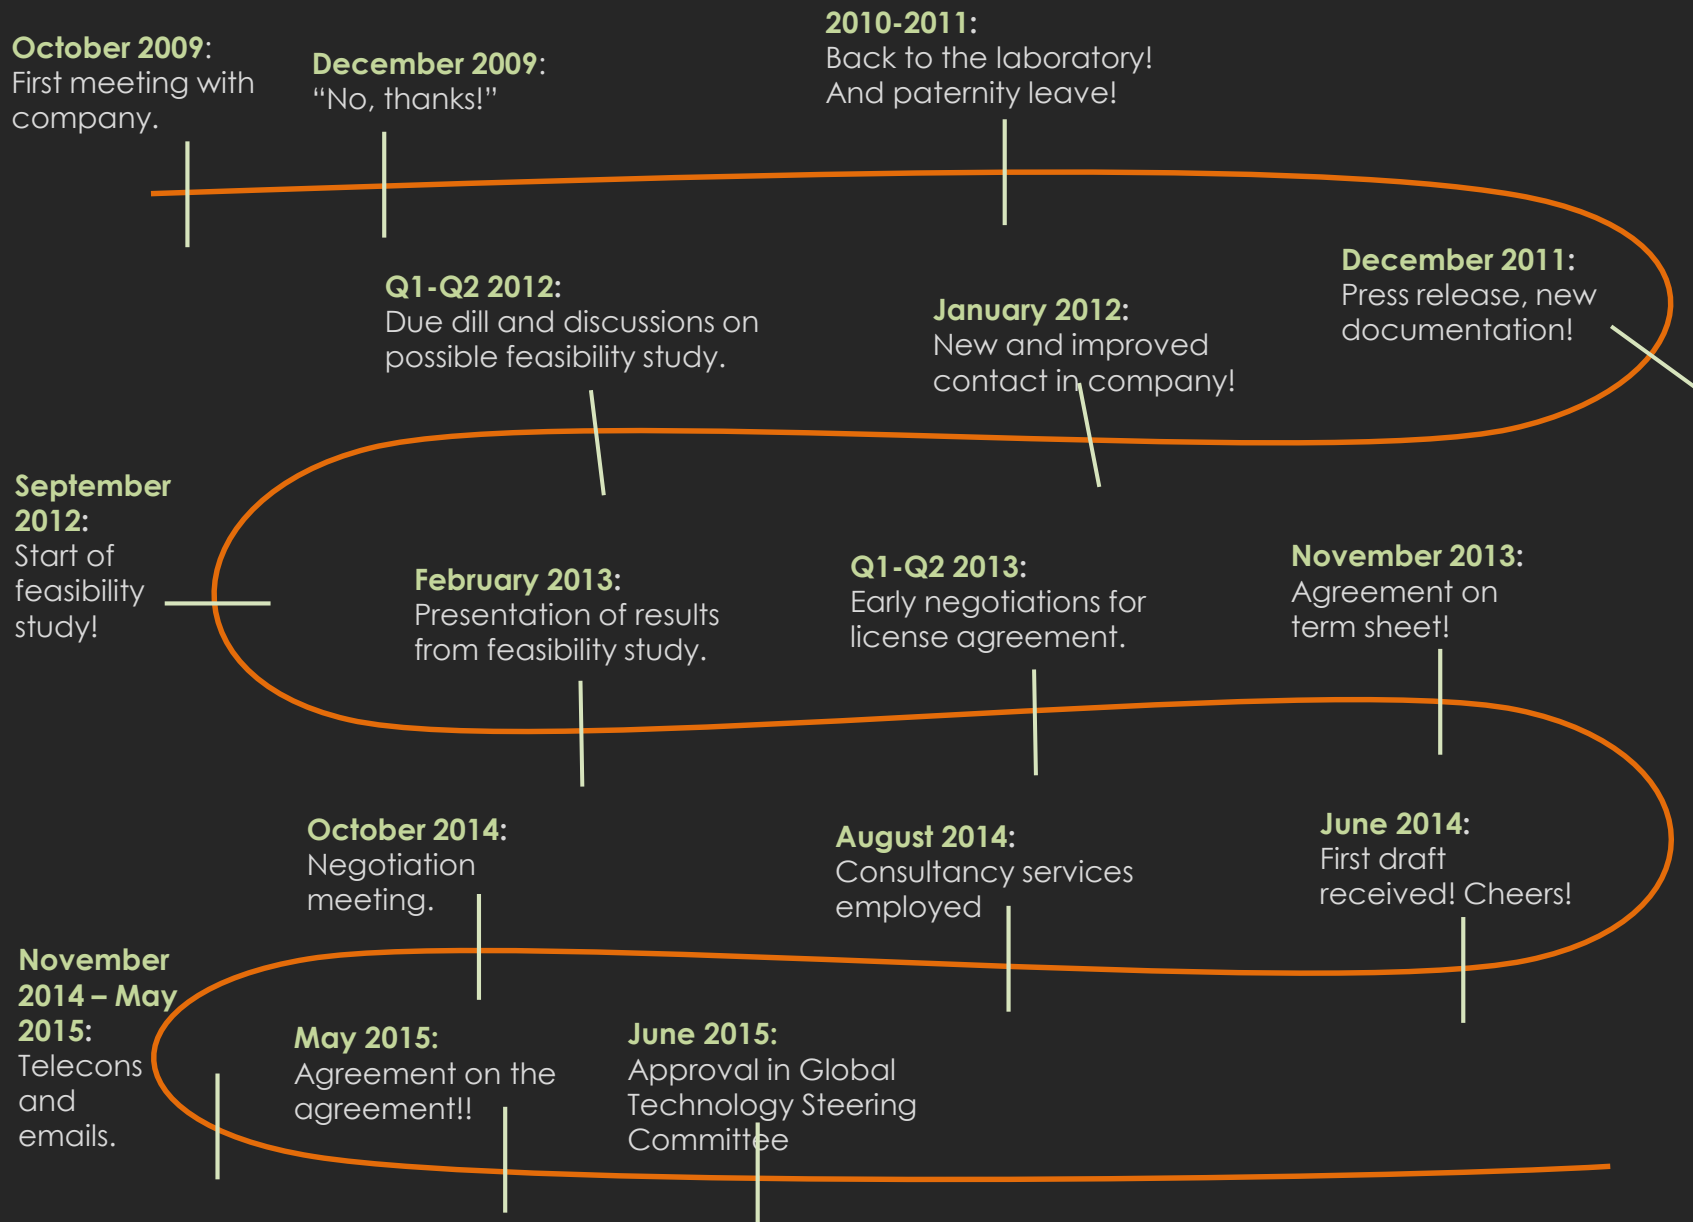 October 2009:
First meeting with
company.
December 2009:
“No, thanks!”
2010-2011:
Back to the laboratory!
And paternity leave!
December 2011:
Press release, new
documentation!
January 2012:
New and improved
contact in company!
Q1-Q2 2012:
Due dill and discussions on
possible feasibility study.
September
2012:
Start of
feasibility
study!
February 2013:
Presentation of results
from feasibility study.
Q1-Q2 2013:
Early negotiations for
license agreement.
November 2013:
Agreement on
term sheet!
June 2014:
First draft
received! Cheers!
August 2014:
Consultancy services
employed
October 2014:
Negotiation
meeting.
November
2014 – May
2015:
Telecons
and
emails.
May 2015:
Agreement on the
agreement!!
June 2015:
Approval in Global
Technology Steering
Committee